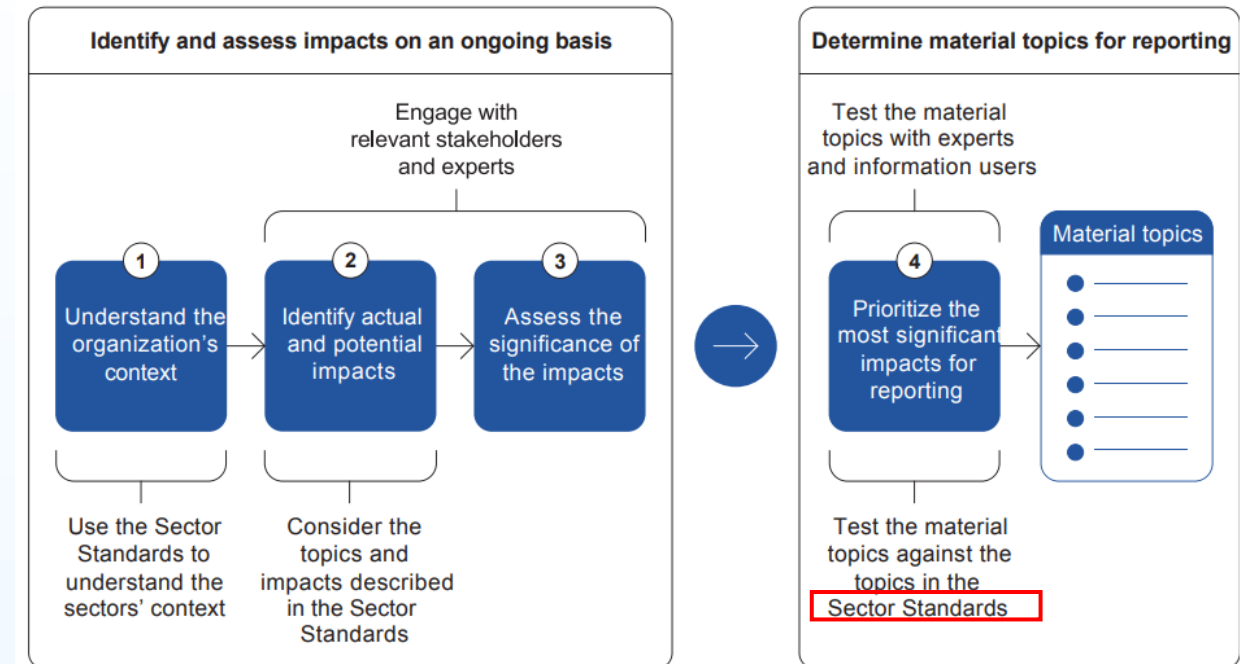 Identify and assess impacts on an ongoing basis
Engage with
relevant stakeholders
and experts
1
Understand the
organization's
context
2
Identify actual
and potential
impacts
3
Assess the
significance of
the impacts
Use the Sector
Standards to
understand the
sectors' context
Consider the
topics and
impacts described
in the Sector
Standards
Determine material topics for reporting
Test the material
topics with experts
and information users
4
Prioritize the
most significant
impacts for
reporting
Material topics
Test the material
topics against the
topics in the
Sector Standards